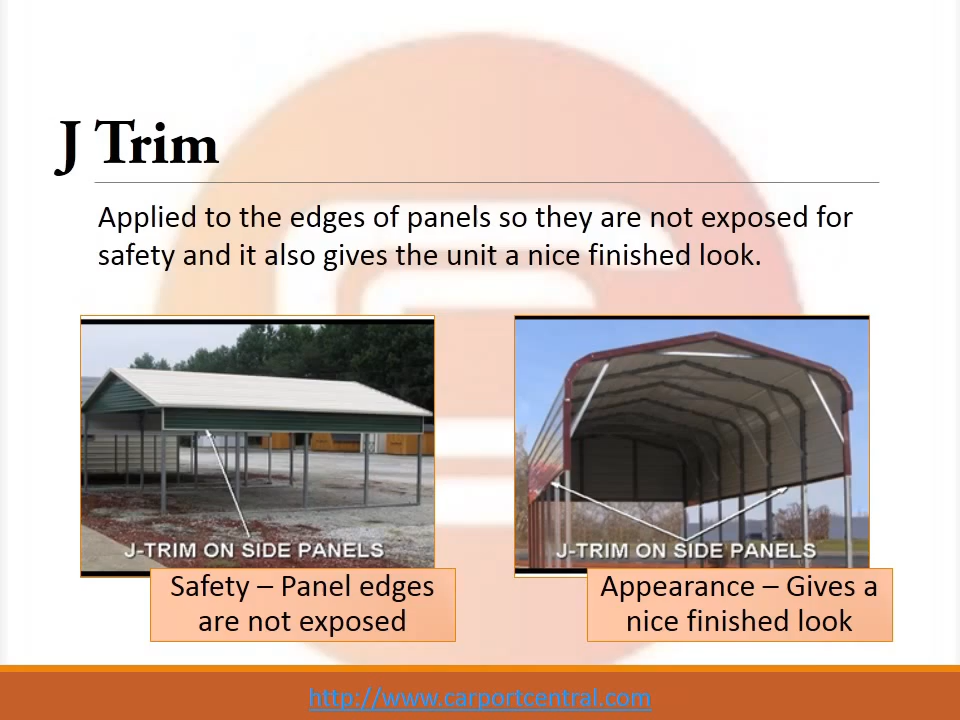 J Trim
Applied to the edges of panels so they are not exposed for
safety and it also gives the unit a nice finished look.
J-TRIM ON SIDE PANELS
J-TRIM ON SIDE PANELS
Safety – Panel edges
are not exposed
Appearance – Gives a
nice finished look
http://www.carportcentral.com